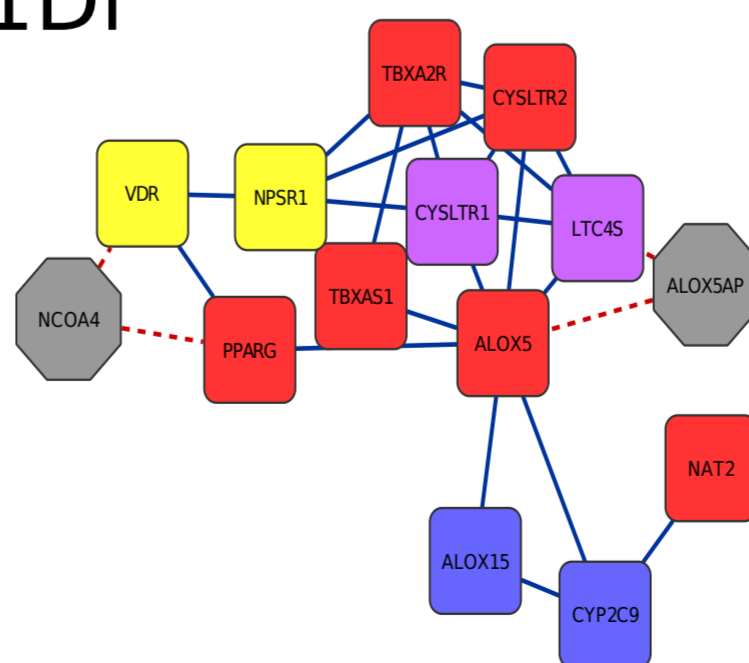 TBXA2R
CYSLTR2
VDR
NPSR1
CYSLTR1
LTC4S
ALOX5AP
TBXAS1
NCOA4
PPARG
ALOX5
NAT2
ALOX15
CYP2C9